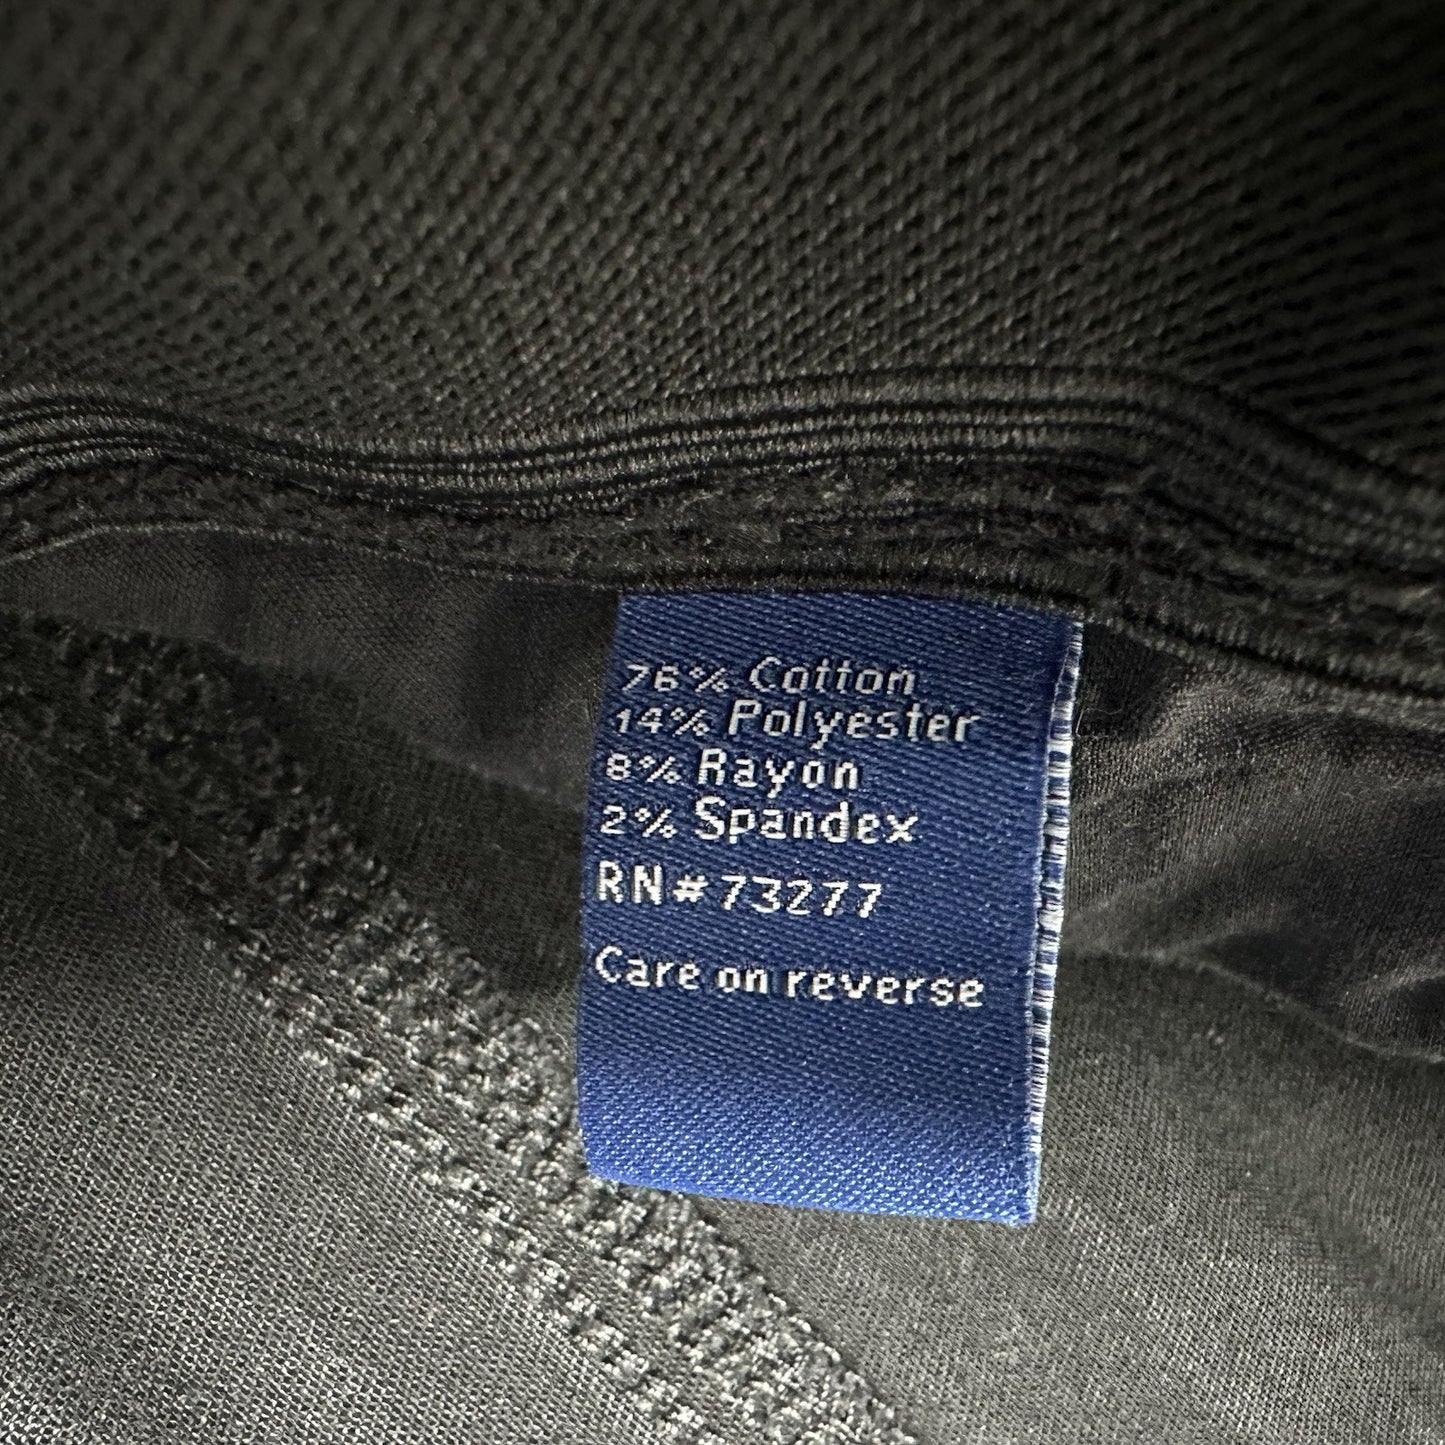 76% Cotton
14% Polyester
8% Rayon
2% Spandex
RN#73277
Care on reverse